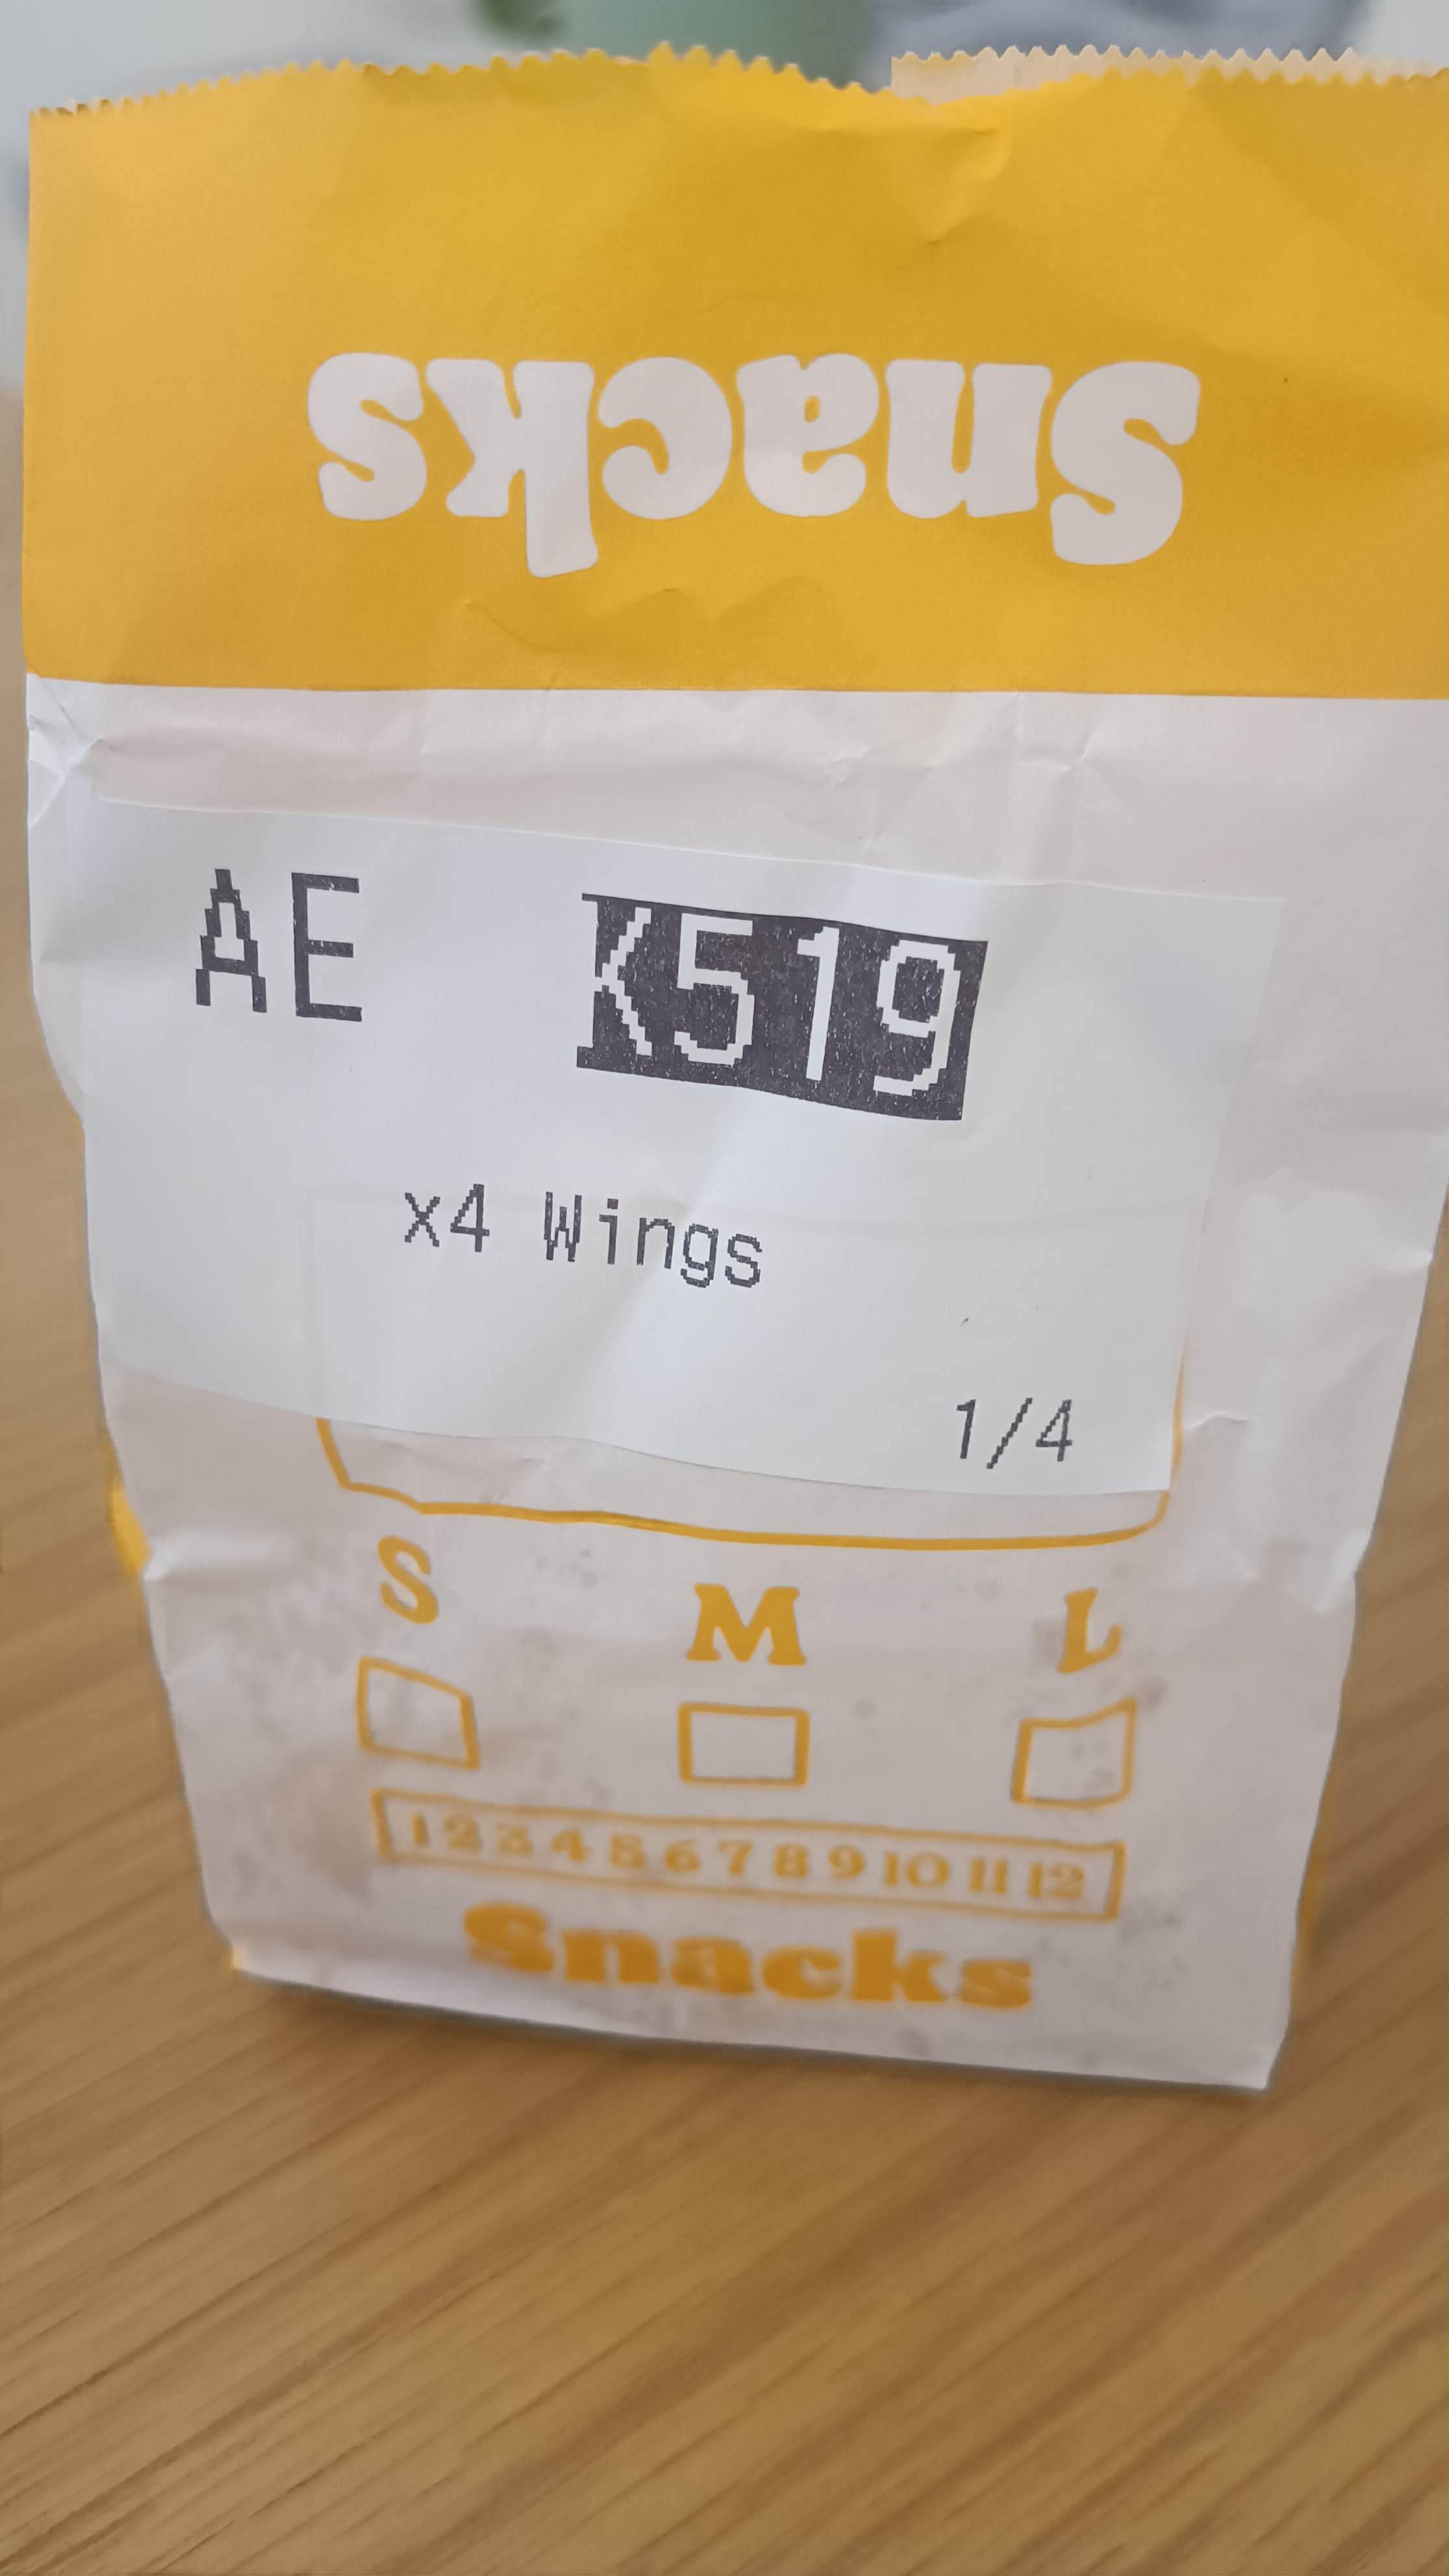 Snacks
AE K519
x4 Wings
1/4
S M L
1 2 3 4 5 6 7 8 9 10 11 12
Snacks